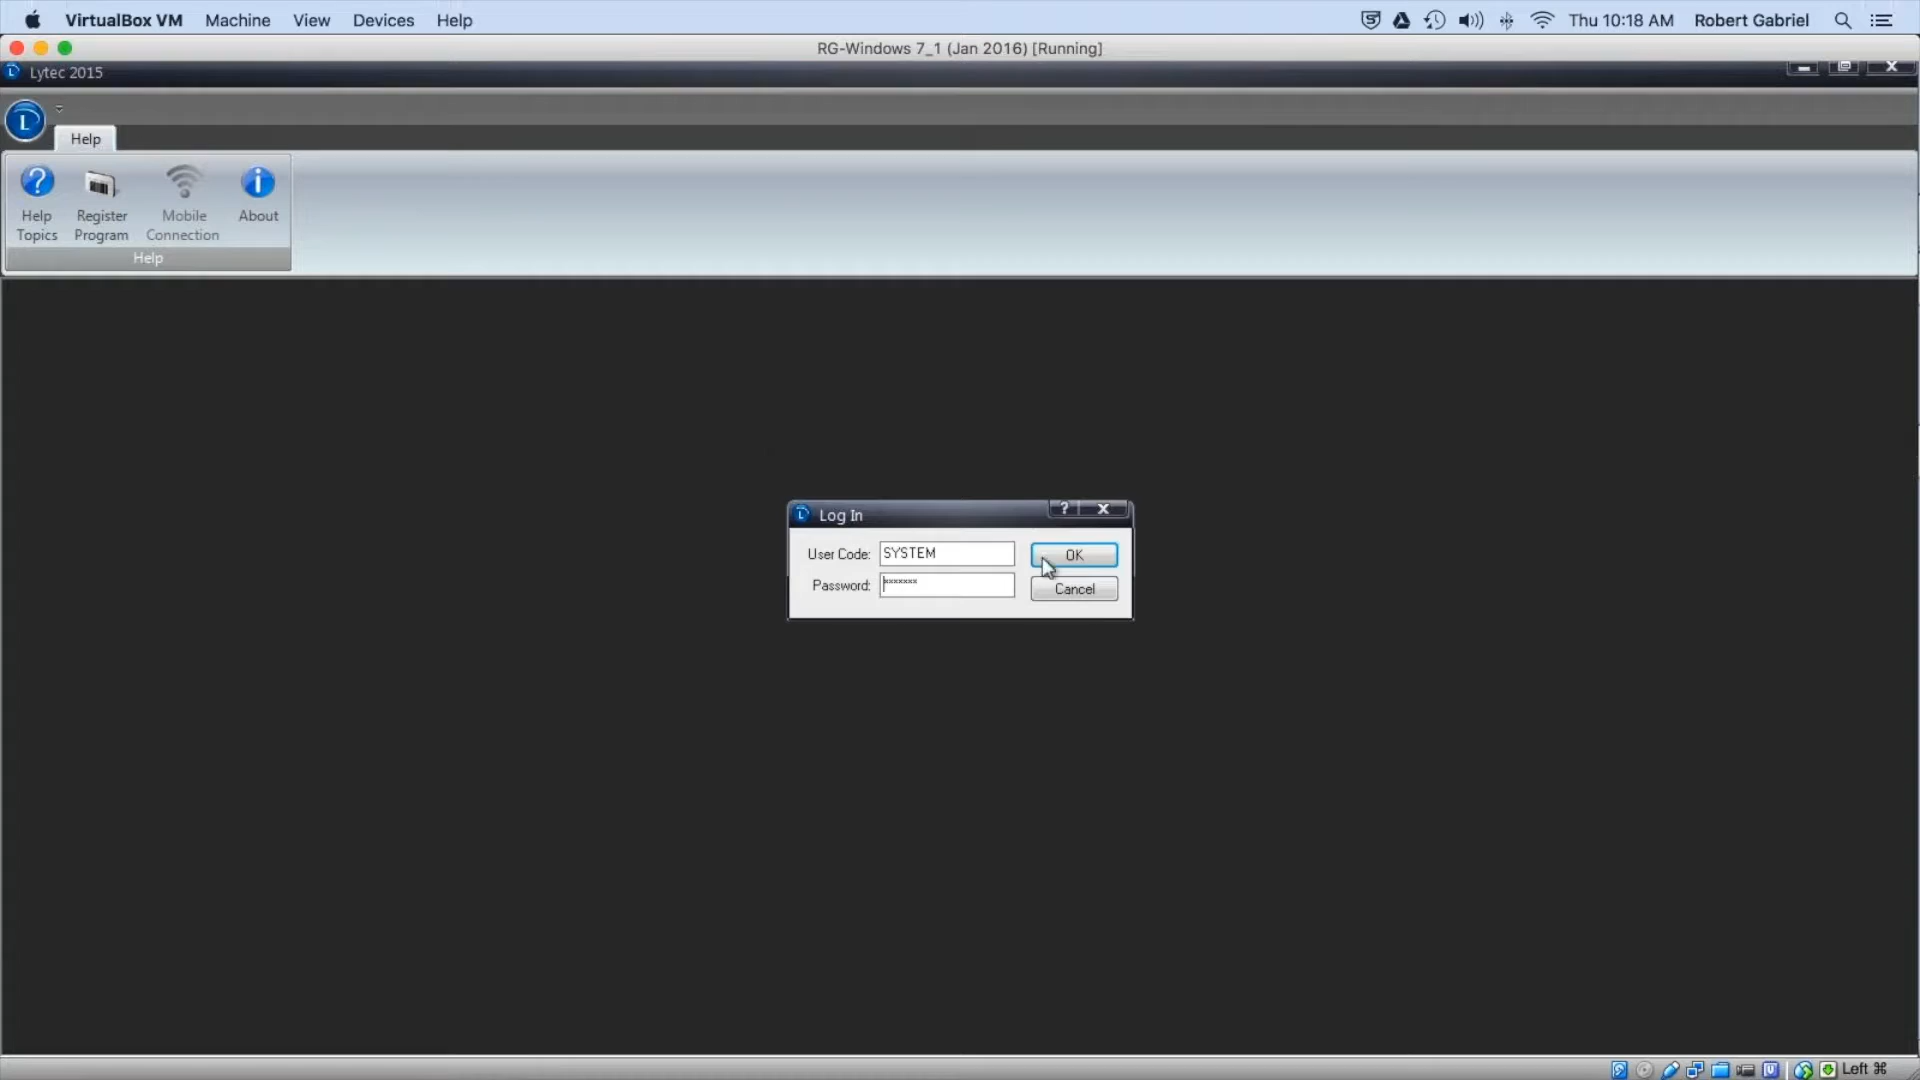 VirtualBox VM Machine View Devices Help Thu 10:18 AM Robert Gabriel
RG-Windows 7_1 (Jan 2016) [Running]
Lytec 2015
Help
Help Topics
Register Program
Mobile Connection
About
Help
Log In
User Code: SYSTEM OK
Password: ******* Cancel
Left ⌘